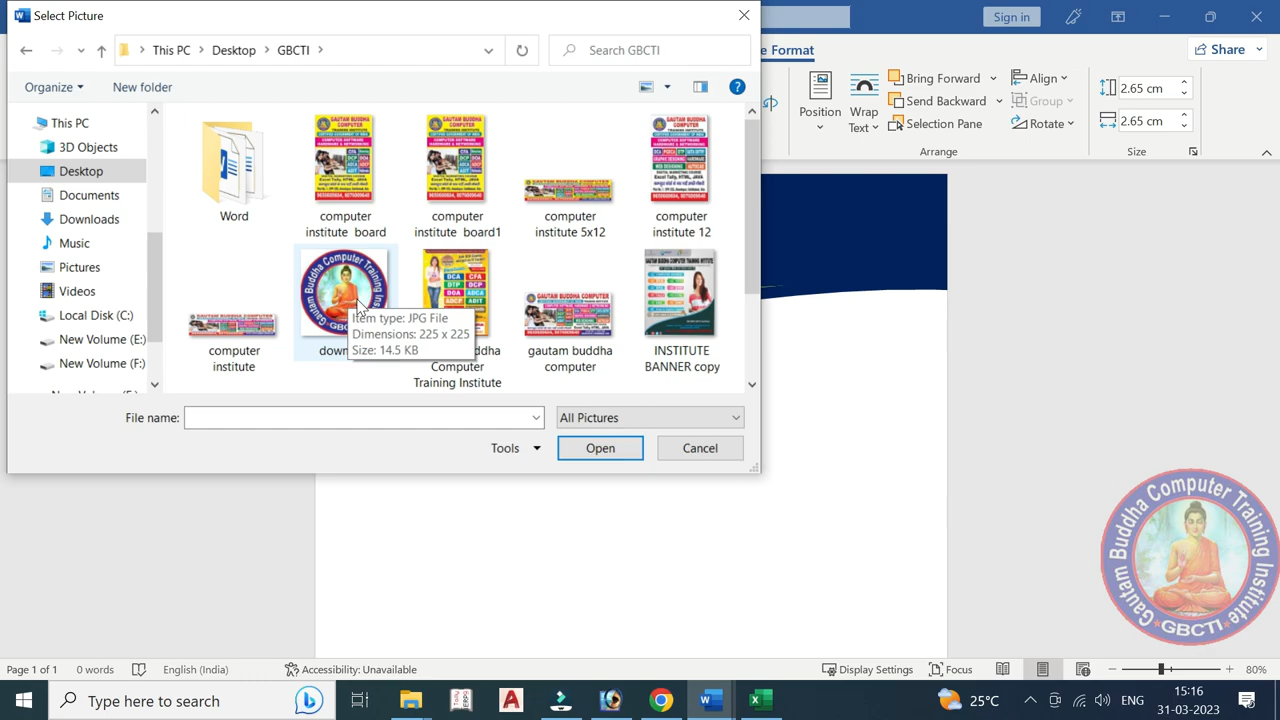 Select Picture
This PC
Desktop
GBCTI
Search GBCTI
Organize
New folder
This PC
3D Objects
Desktop
Documents
Downloads
Music
Pictures
Videos
Local Disk (C:)
New Volume (E:)
New Volume (F:)
Word
computer institute board
computer institute board1
computer institute 5x12
computer institute 12
computer institute
down
Computer Training Institute
gautam buddha computer
INSTITUTE BANNER copy
Item type: JPG File
Dimensions: 225 x 225
Size: 14.5 KB
File name:
All Pictures
Tools
Open
Cancel
Sign in
Format
Share
Position
Wrap Text
Bring Forward
Send Backward
Selection Pane
Align
Group
Rotate
Arrange
2.65 cm
2.65 cm
Size
Gautam Buddha Computer Training Institute
GBCTI
Page 1 of 1
0 words
English (India)
Accessibility: Unavailable
Display Settings
Focus
80%
Type here to search
25°C
ENG
15:16
31-03-2023